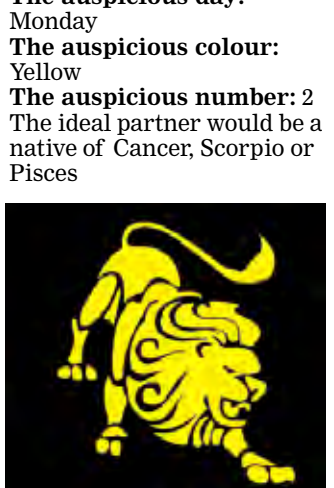 The auspicious day:
Monday
The auspicious colour:
Yellow
The auspicious number: 2
The ideal partner would be a
native of Cancer, Scorpio or
Pisces